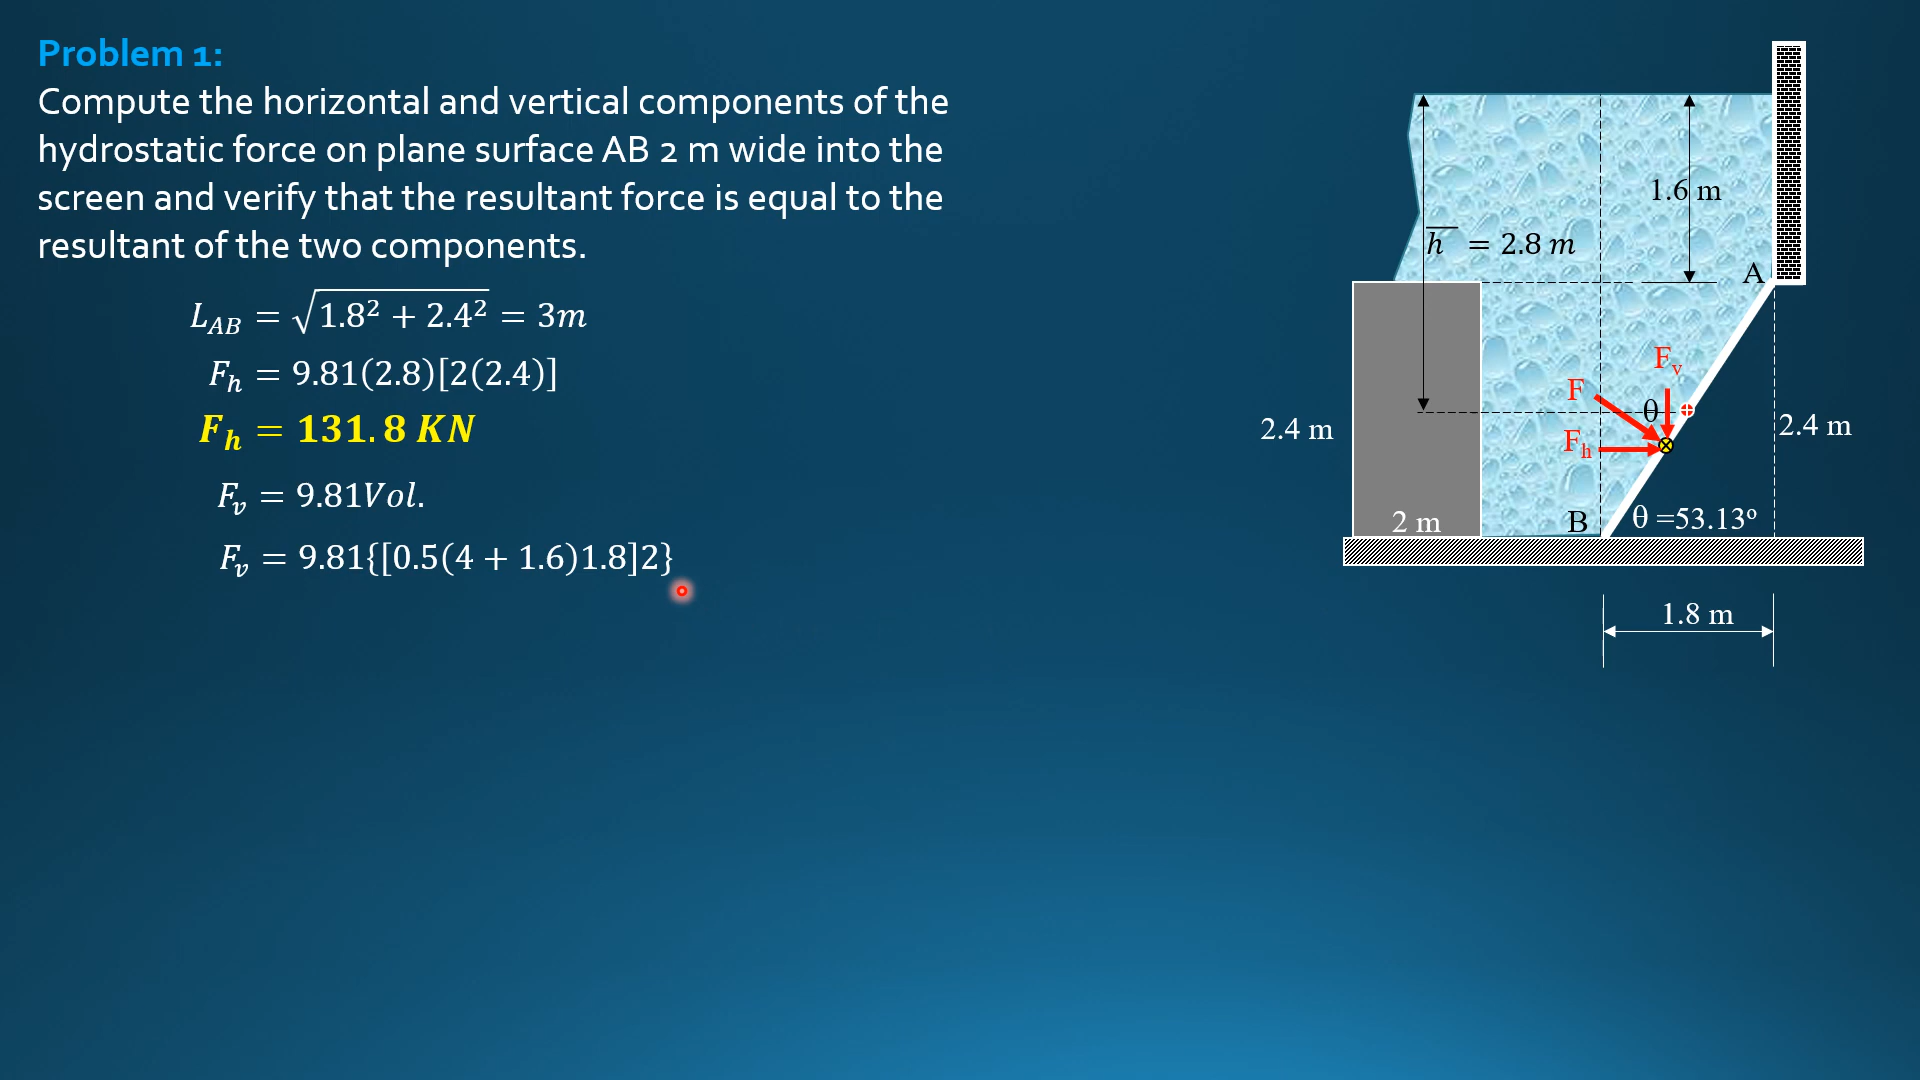 Problem 1:
Compute the horizontal and vertical components of the
hydrostatic force on plane surface AB 2 m wide into the
screen and verify that the resultant force is equal to the
resultant of the two components.
L_{AB} = √(1.8² + 2.4²) = 3m
F_h = 9.81(2.8)[2(2.4)]
F_h = 131.8 KN
F_v = 9.81Vol.
F_v = 9.81{[0.5(4 + 1.6)1.8]2}
1.6 m
h̅ = 2.8 m
A
F_v
F
θ
F_h
2.4 m
2.4 m
2 m
B
θ =53.13º
1.8 m